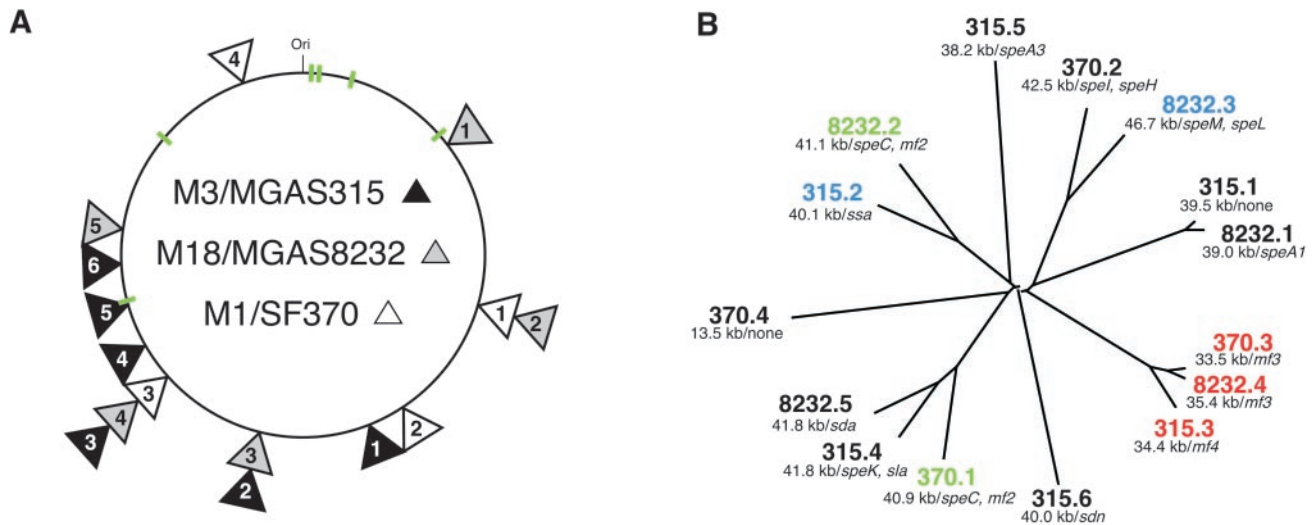 A
Ori
4
1
M3/MGAS315
M18/MGAS8232
M1/SF370
5
6
5
4
3
4
3
1
2
2
1
3
2
B
315.5
38.2 kb/speA3
370.2
42.5 kb/speI, speH
8232.3
46.7 kb/speM, speL
8232.2
41.1 kb/speC, mf2
315.2
40.1 kb/ssa
315.1
39.5 kb/none
8232.1
39.0 kb/speA1
370.4
13.5 kb/none
370.3
33.5 kb/mf3
8232.4
35.4 kb/mf3
315.3
34.4 kb/mf4
8232.5
41.8 kb/sda
315.4
41.8 kb/speK, sla
370.1
40.9 kb/speC, mf2
315.6
40.0 kb/sdn